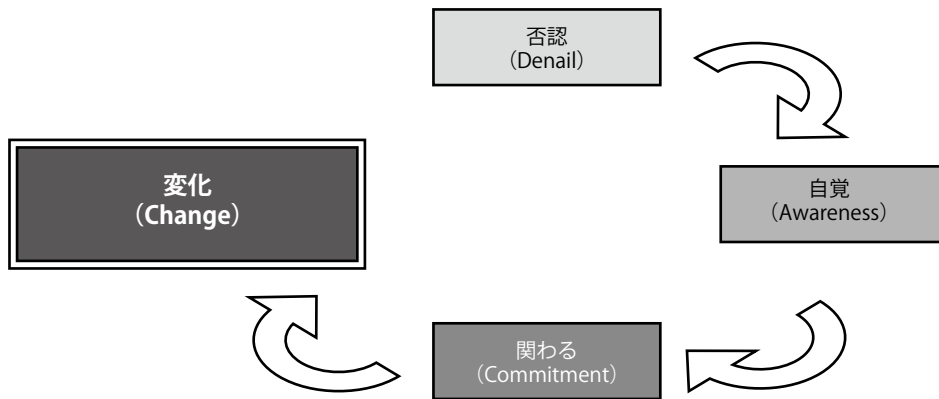 否認
（Denail）
自覚
（Awareness）
関わる
（Commitment）
変化
（Change）